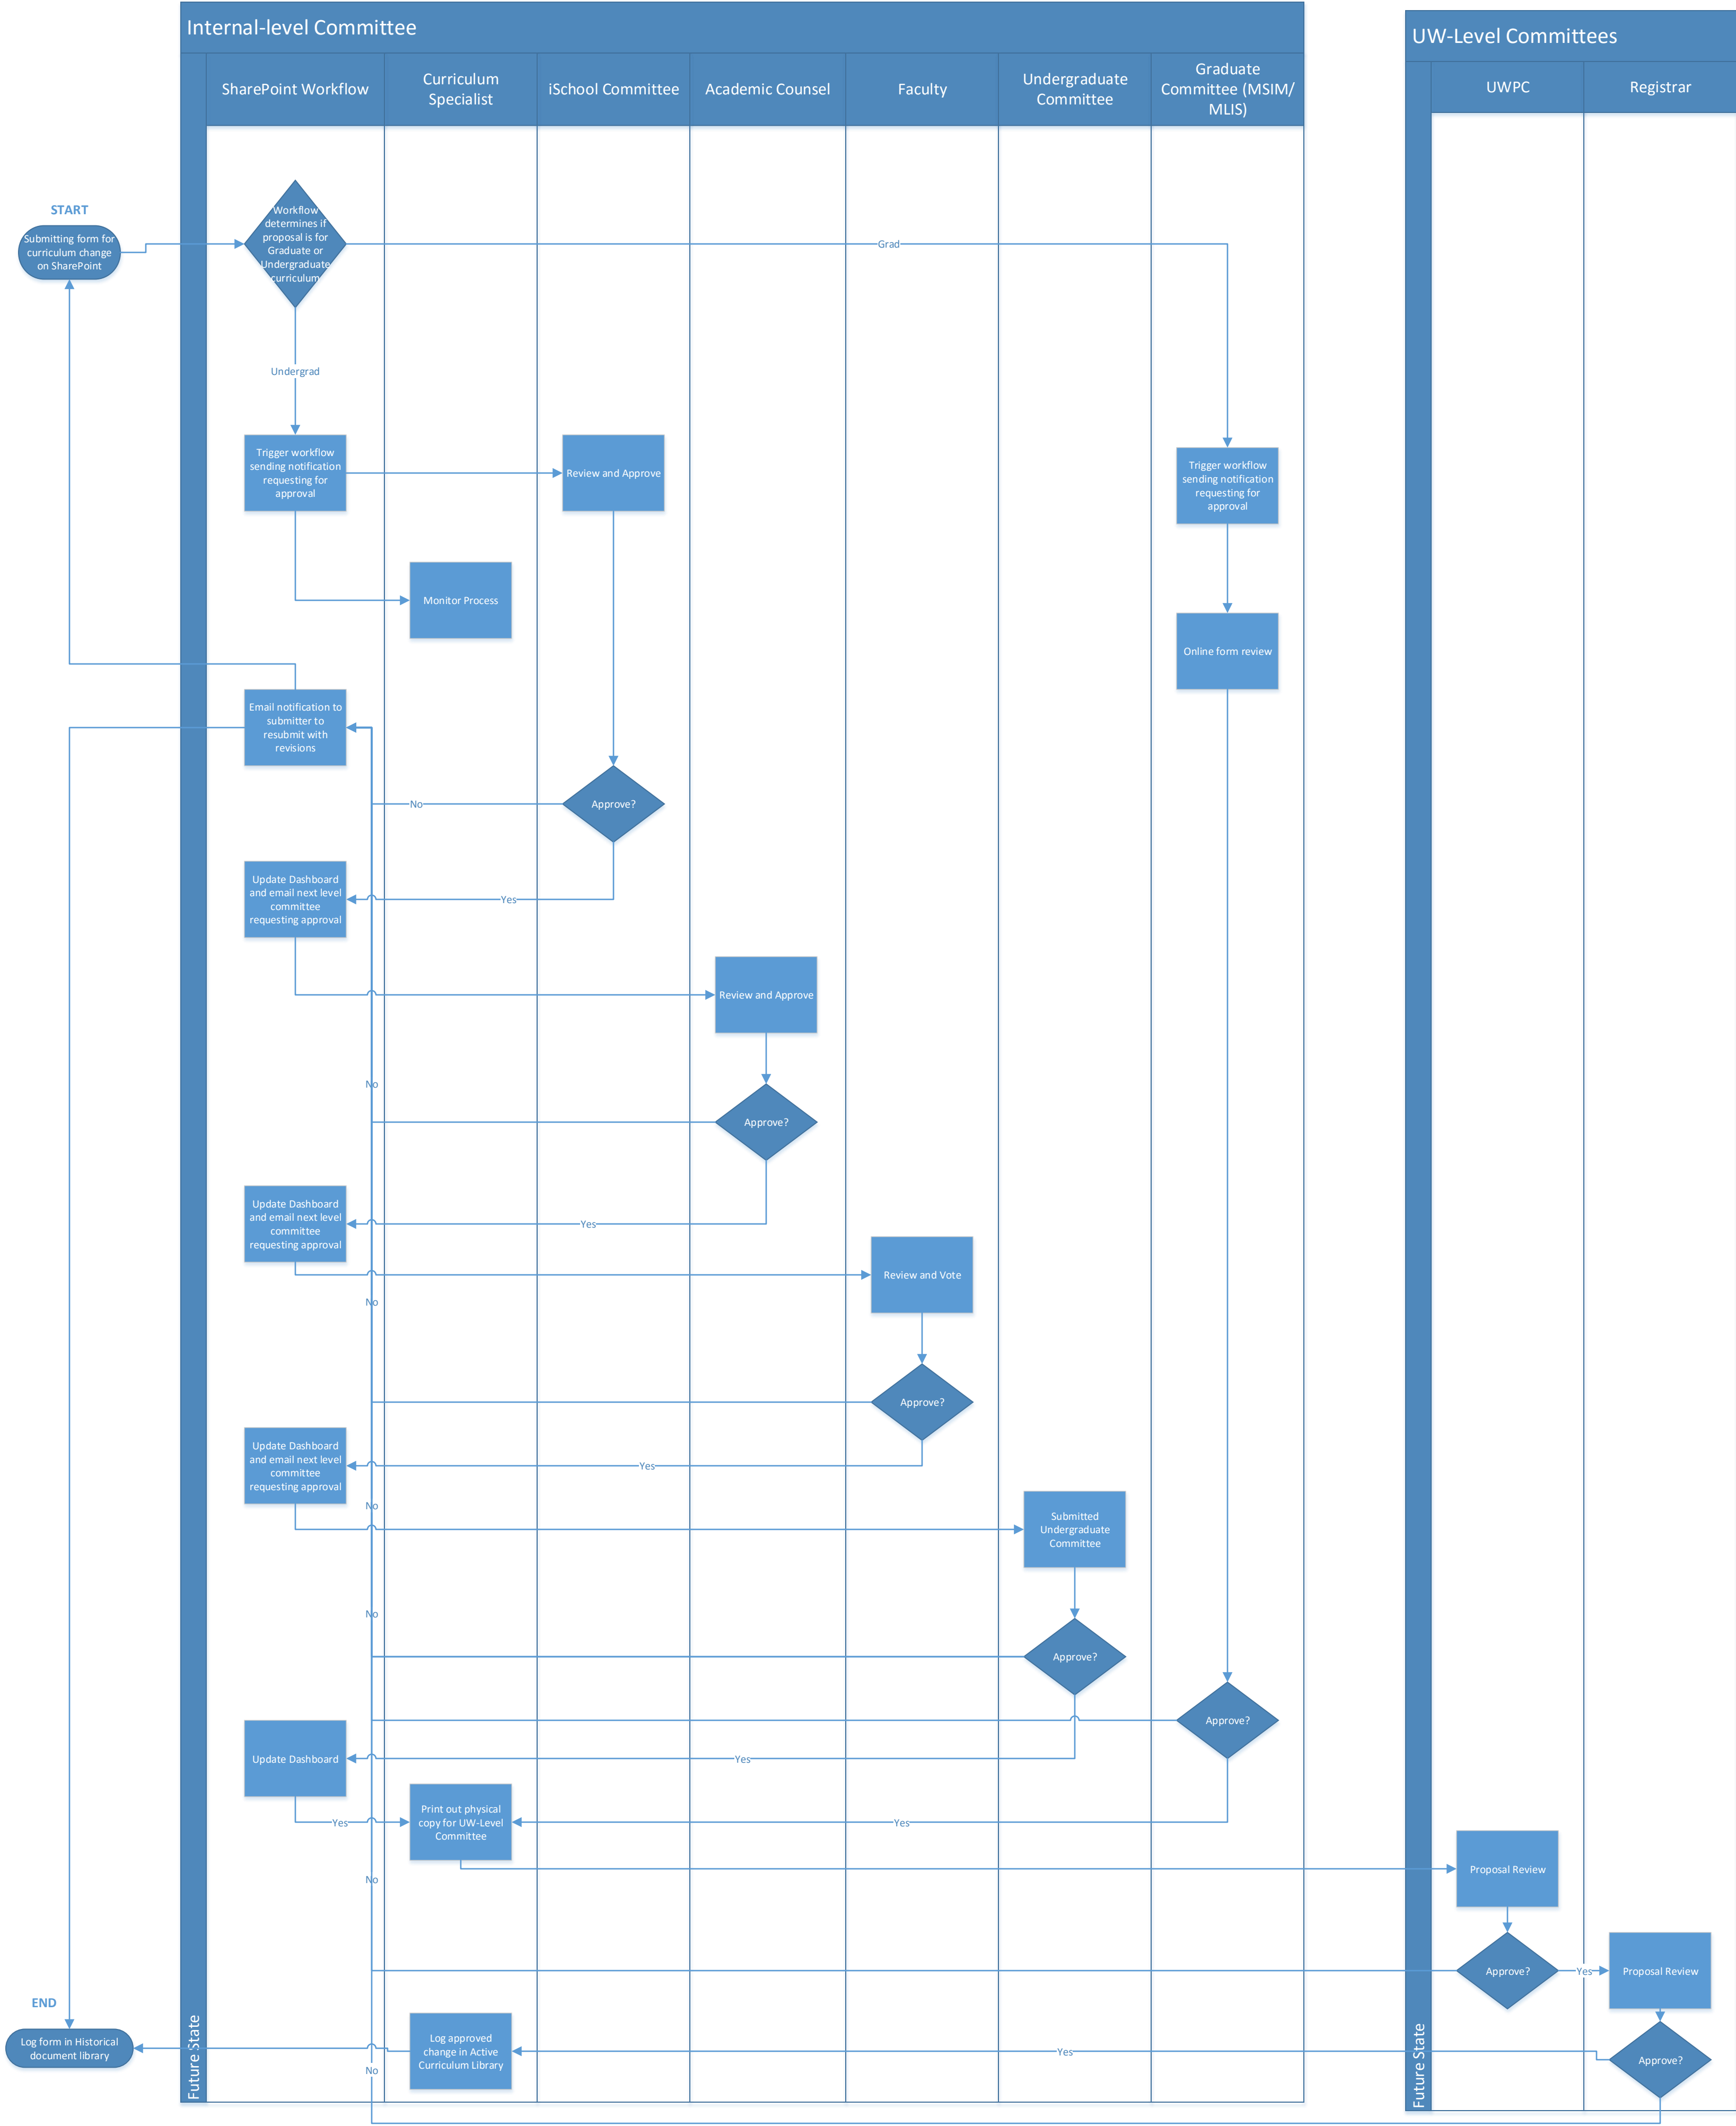 Internal-level Committee
UW-Level Committees
SharePoint Workflow
Curriculum
Specialist
iSchool Committee
Academic Counsel
Faculty
Undergraduate
Committee
Graduate
Committee (MSIM/
MLIS)
UWPC
Registrar
START
Submitting form for
curriculum change
on SharePoint
Workflow
determines if
proposal is for
Graduate or
Undergraduate
curriculum
Grad
Undergrad
Trigger workflow
sending notification
requesting for
approval
Review and Approve
Trigger workflow
sending notification
requesting for
approval
Monitor Process
Online form review
Email notification to
submitter to
resubmit with
revisions
No
Approve?
Update Dashboard
and email next level
committee
requesting approval
Yes
Review and Approve
No
Approve?
Update Dashboard
and email next level
committee
requesting approval
Yes
Review and Vote
No
Approve?
Update Dashboard
and email next level
committee
requesting approval
Yes
No
Submitted
Undergraduate
Committee
No
Approve?
Approve?
Update Dashboard
Yes
Yes
Print out physical
copy for UW-Level
Committee
Yes
Proposal Review
No
Approve?
Yes
Proposal Review
END
Log form in Historical
document library
Future State
Log approved
change in Active
Curriculum Library
Yes
Future State
Approve?
No